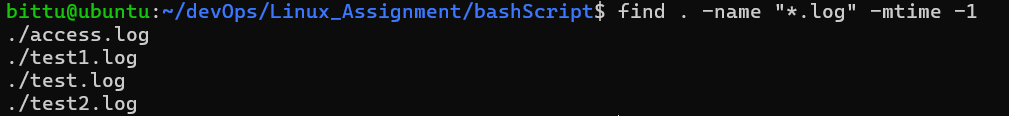 bittu@ubuntu:~/devOps/Linux_Assignment/bashScript$ find . -name "*.log" -mtime -1
./access.log
./test1.log
./test.log
./test2.log